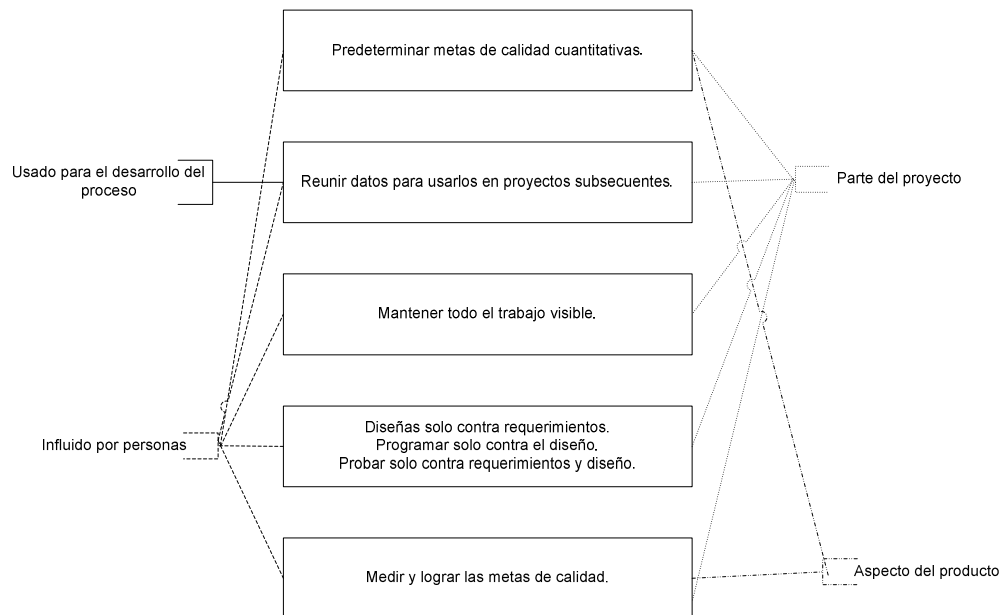 Predeterminar metas de calidad cuantitativas.
Usado para el desarrollo del
proceso
Reunir datos para usarlos en proyectos subsecuentes.
Parte del proyecto
Mantener todo el trabajo visible.
Influido por personas
Diseñas solo contra requerimientos.
Programar solo contra el diseño.
Probar solo contra requerimientos y diseño.
Medir y lograr las metas de calidad.
Aspecto del producto